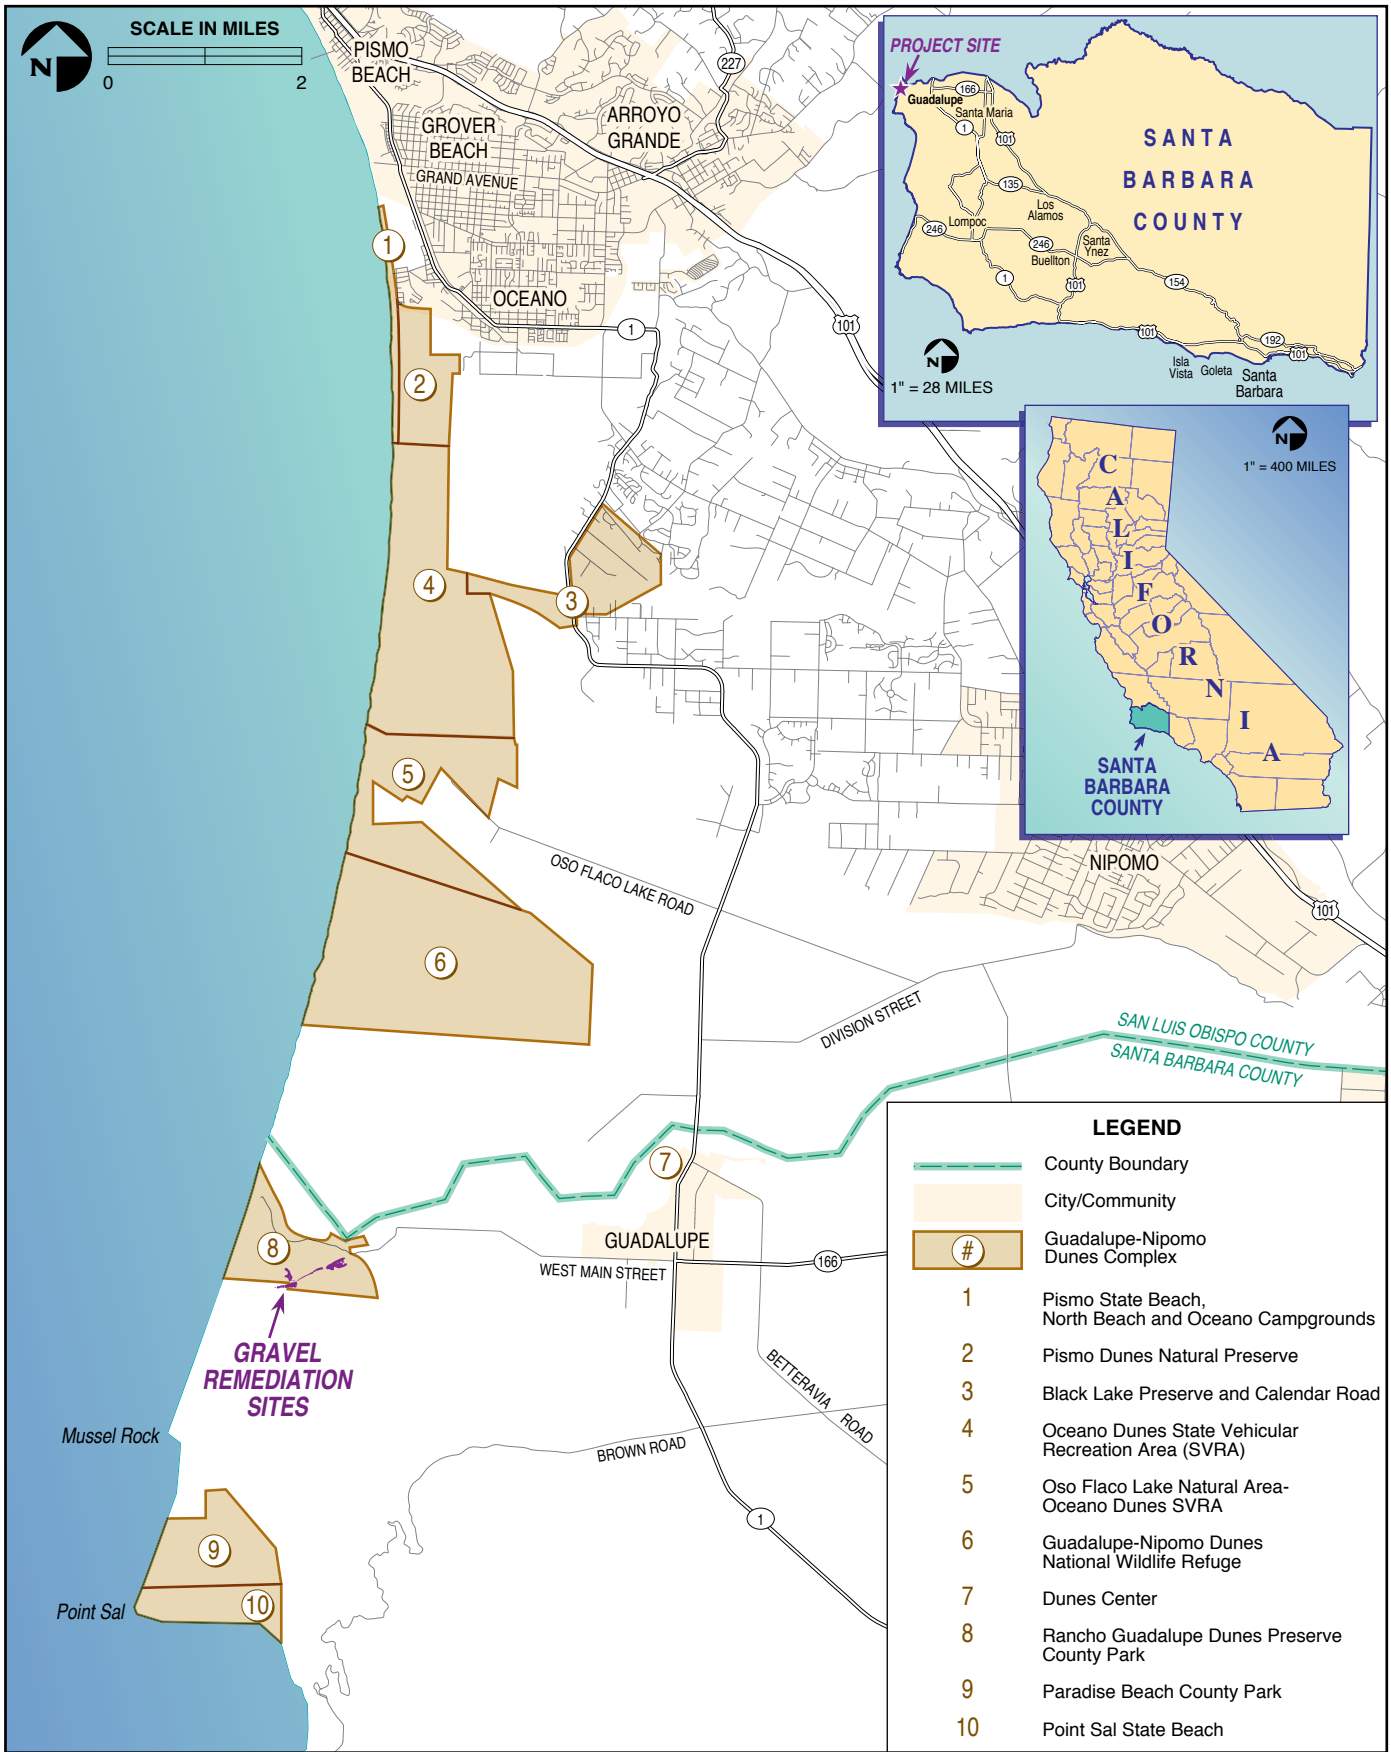 SCALE IN MILES
0 2
N
PISMO
BEACH
227
ARROYO
GRANDE
GROVER
BEACH
GRAND AVENUE
1
OCEANO
1
101
2
4
3
5
OSO FLACO LAKE ROAD
NIPOMO
101
6
DIVISION STREET
SAN LUIS OBISPO COUNTY
SANTA BARBARA COUNTY
7
8
GUADALUPE
166
WEST MAIN STREET
GRAVEL
REMEDIATION
SITES
BETTERAVIA ROAD
Mussel Rock
BROWN ROAD
1
9
10
Point Sal
PROJECT SITE
Guadalupe
166
Santa Maria
1
101
SANTA
BARBARA
COUNTY
135
Los
Alamos
Lompoc
246
246
Santa
Ynez
Buellton
1
101
154
101
192
101
Isla
Vista
Goleta
Santa
Barbara
N
1" = 28 MILES
N
1" = 400 MILES
CALIFORNIA
SANTA
BARBARA
COUNTY
LEGEND
County Boundary
City/Community
# Guadalupe-Nipomo
Dunes Complex
1 Pismo State Beach,
North Beach and Oceano Campgrounds
2 Pismo Dunes Natural Preserve
3 Black Lake Preserve and Calendar Road
4 Oceano Dunes State Vehicular
Recreation Area (SVRA)
5 Oso Flaco Lake Natural Area-
Oceano Dunes SVRA
6 Guadalupe-Nipomo Dunes
National Wildlife Refuge
7 Dunes Center
8 Rancho Guadalupe Dunes Preserve
County Park
9 Paradise Beach County Park
10 Point Sal State Beach